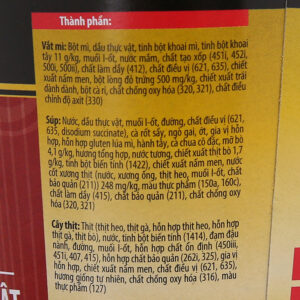 Thành phần:
Vắt mì: Bột mì, dầu thực vật, tinh bột khoai mì, tinh bột khoai
tây 11 g/kg, muối I-ốt, nước mắm, chất tạo xốp (451i, 452i,
500i, 500ii), chất làm dầy (412), chất điều vị (621, 635), chiết
xuất nấm men, bột lòng đỏ trứng 500 mg/kg, chiết xuất trái
dành dành, bột cà ri, chất chống oxy hóa (320, 321), chất điều
chỉnh độ axit (330)
Súp: Nước, dầu thực vật, muối I-ốt, đường, chất điều vị (621,
635, disodium succinate), cà rốt sấy, ngò gai, ớt, gia vị hỗn
hợp, hỗn hợp gluten lúa mì, hành tây, cà chua cô đặc, mỡ bò
4,1 g/kg, hương tổng hợp, nước tương, chiết xuất thịt bò 1,7
g/kg, tinh bột biến tính (1422), chiết xuất nấm men, nước
cốt xương thịt (nước, xương ống, thịt heo, muối I-ốt, chất
bảo quản (211)) 248 mg/kg, màu thực phẩm (150a, 160c),
chất làm dầy (415), chất bảo quản (211), chất chống oxy
hóa (320, 321)
Cây thịt: Thịt (thịt heo, thịt gà, hỗn hợp thịt heo, hỗn hợp
thịt gà, thịt bò), nước, tinh bột biến tính (1414), đạm đậu
nành, đường, muối I-ốt, hỗn hợp chất ổn định (450iii,
451i, 407, 415), hỗn hợp chất bảo quản (262i, 325), gia vị
hỗn hợp, chiết xuất nấm men, chất điều vị (621, 635),
hương giống tự nhiên, chất chống oxy hóa (316), màu
thực phẩm (127)
ẬT